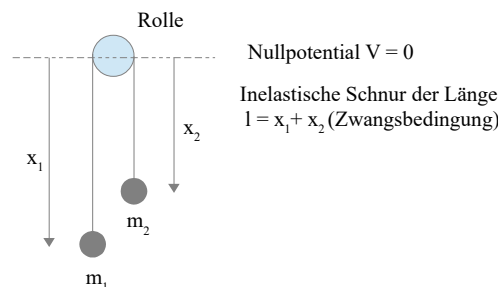 Rolle
Nullpotential V = 0
Inelastische Schnur der Länge
l = x₁+ x₂ (Zwangsbedingung)
x₂
x₁
m₂
m₁